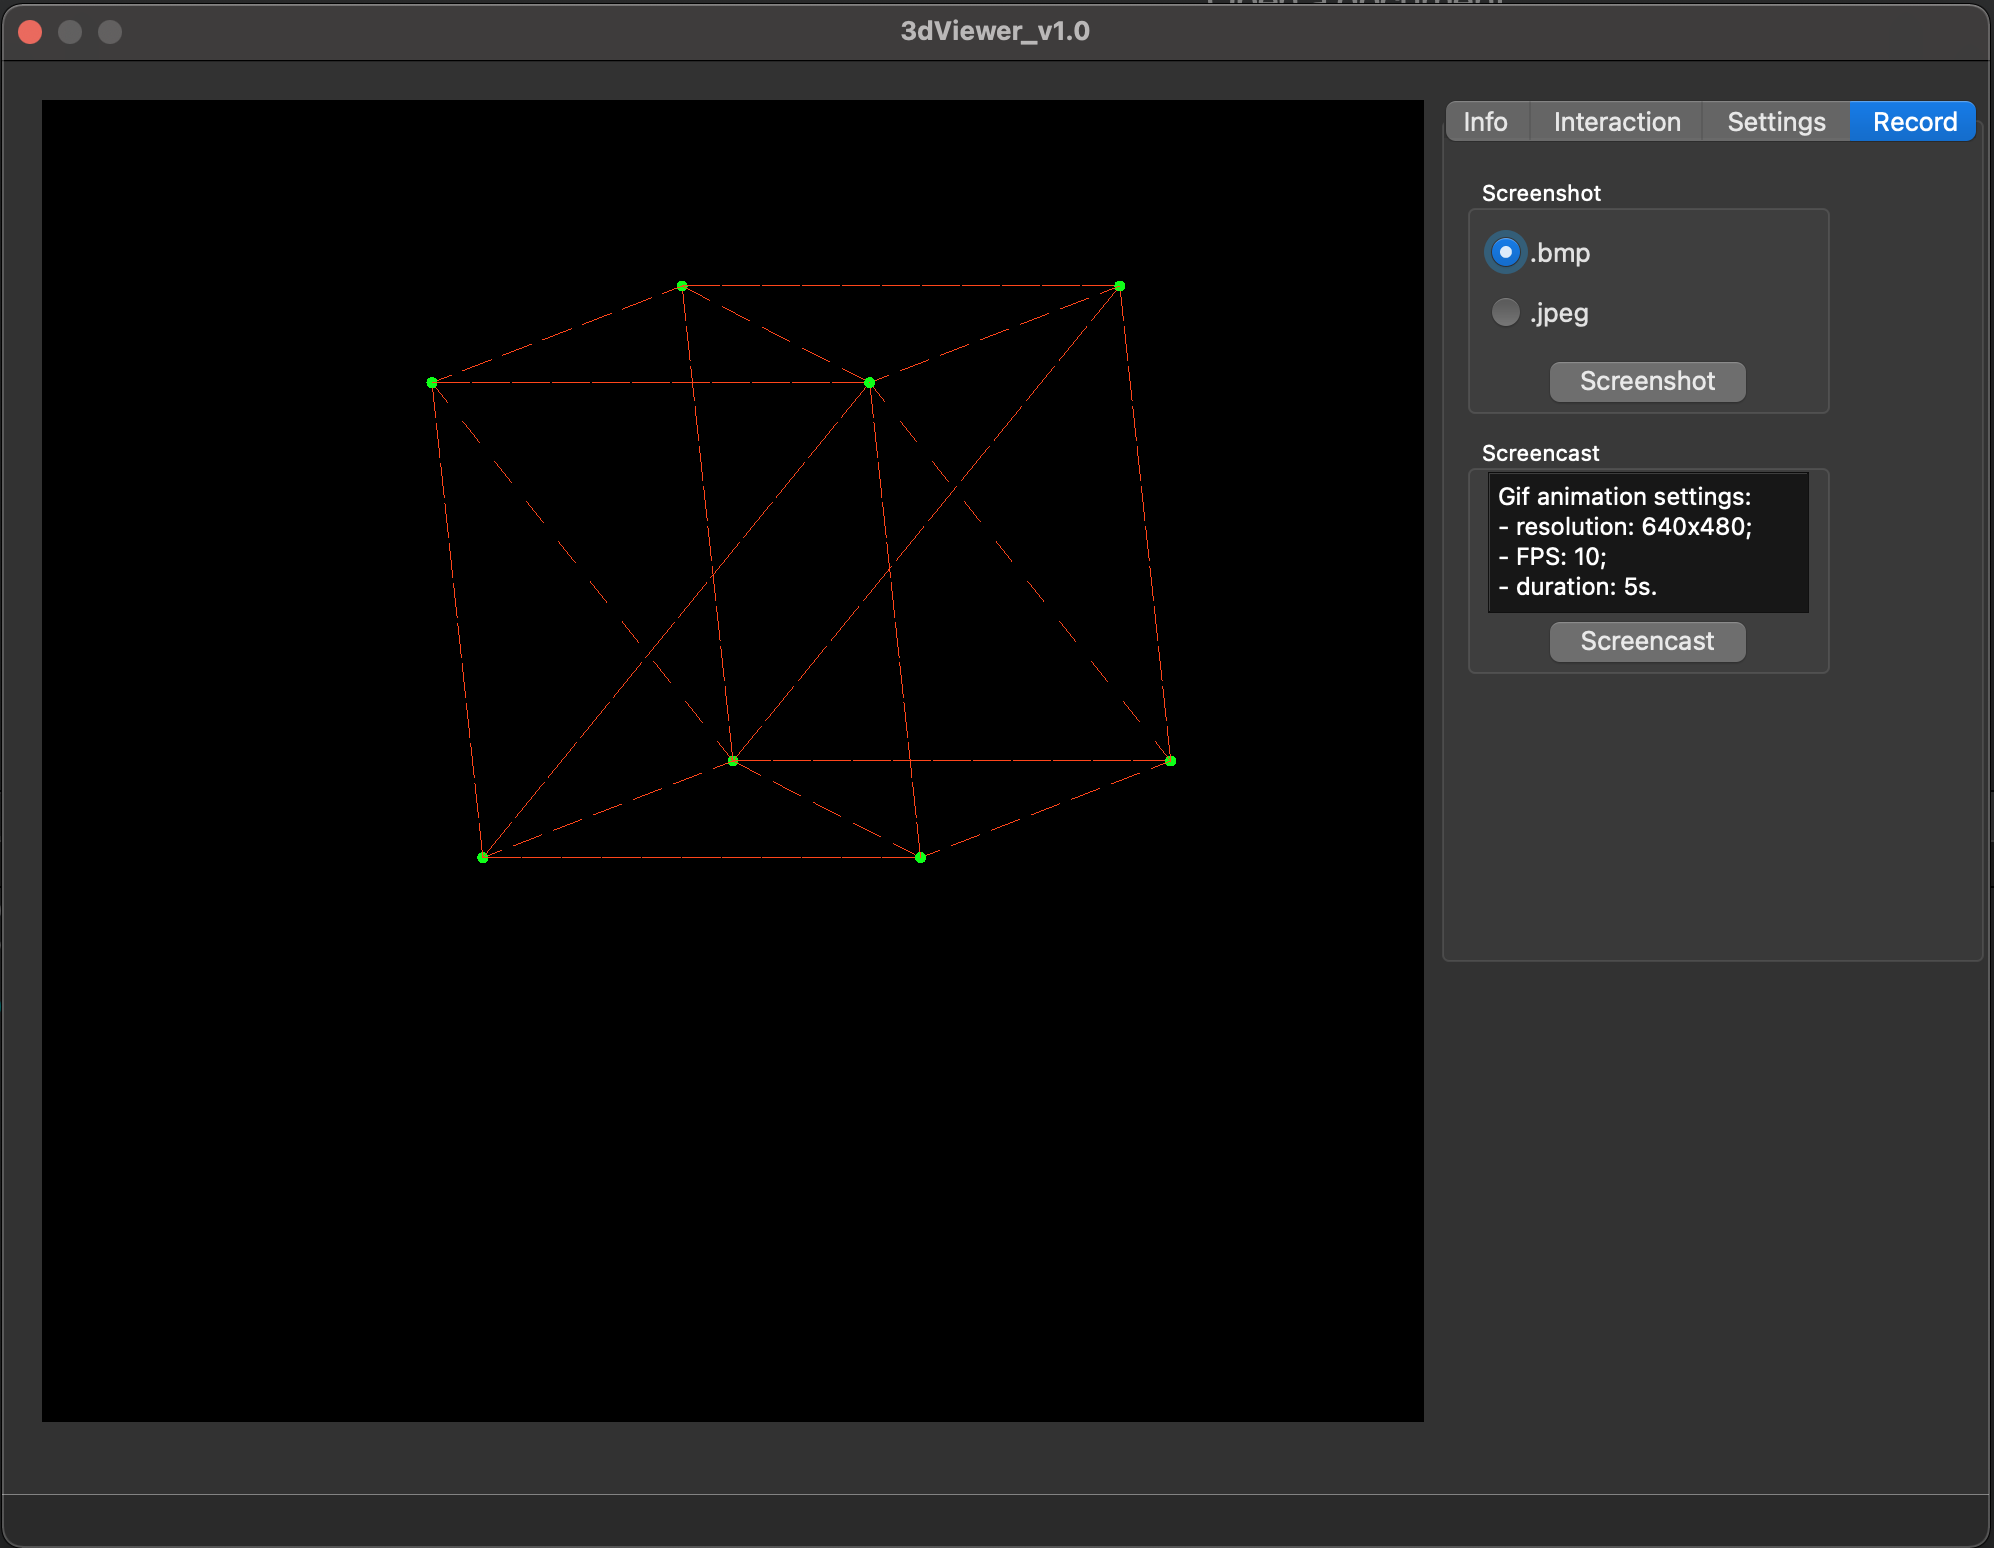 3dViewer_v1.0
Info Interaction Settings Record
Screenshot
.bmp
.jpeg
Screenshot
Screencast
Gif animation settings:
- resolution: 640x480;
- FPS: 10;
- duration: 5s.
Screencast